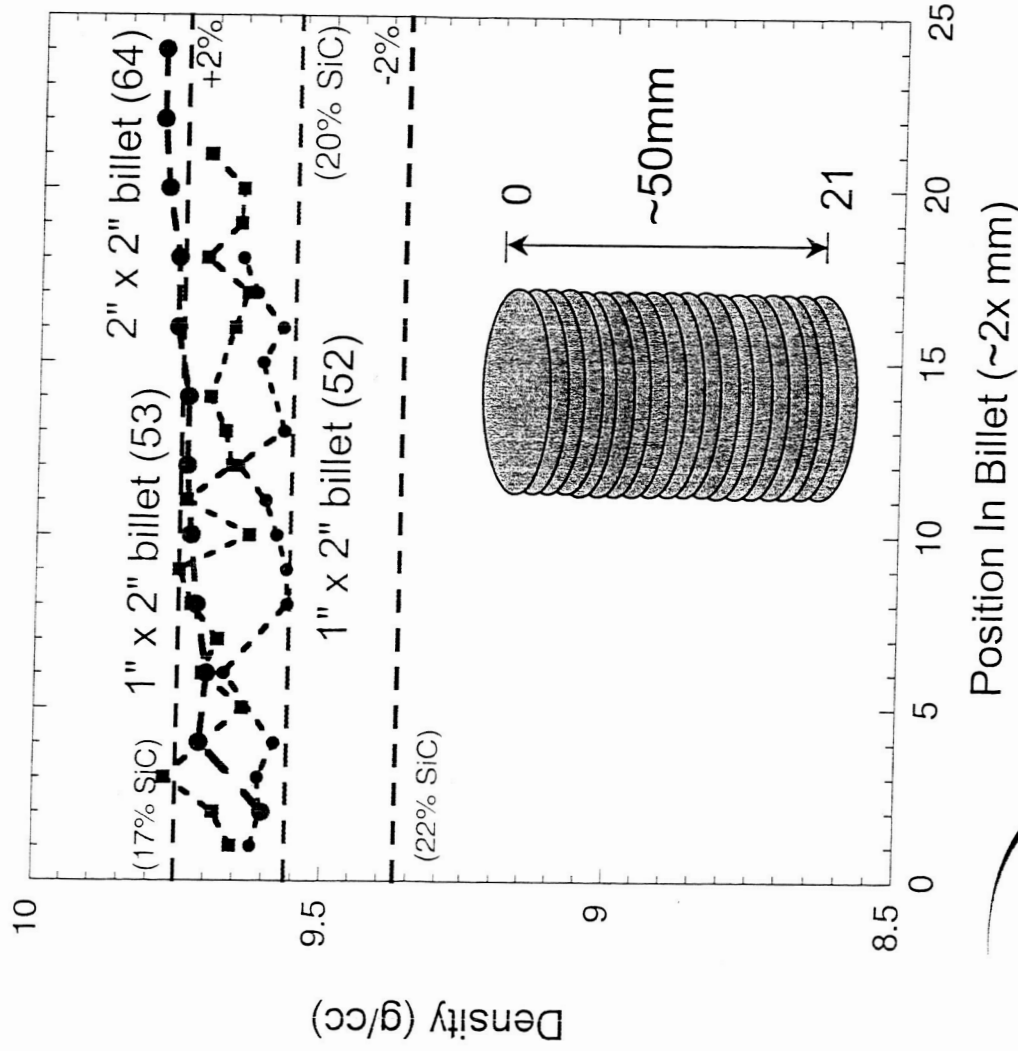 Density (g/cc)
10
9.5
9
8.5
(17% SiC)
1" x 2" billet (53)
2" x 2" billet (64)
+2%
(20% SiC)
1" x 2" billet (52)
-2%
(22% SiC)
0
~50mm
21
0
5
10
15
20
25
Position In Billet (~2x mm)